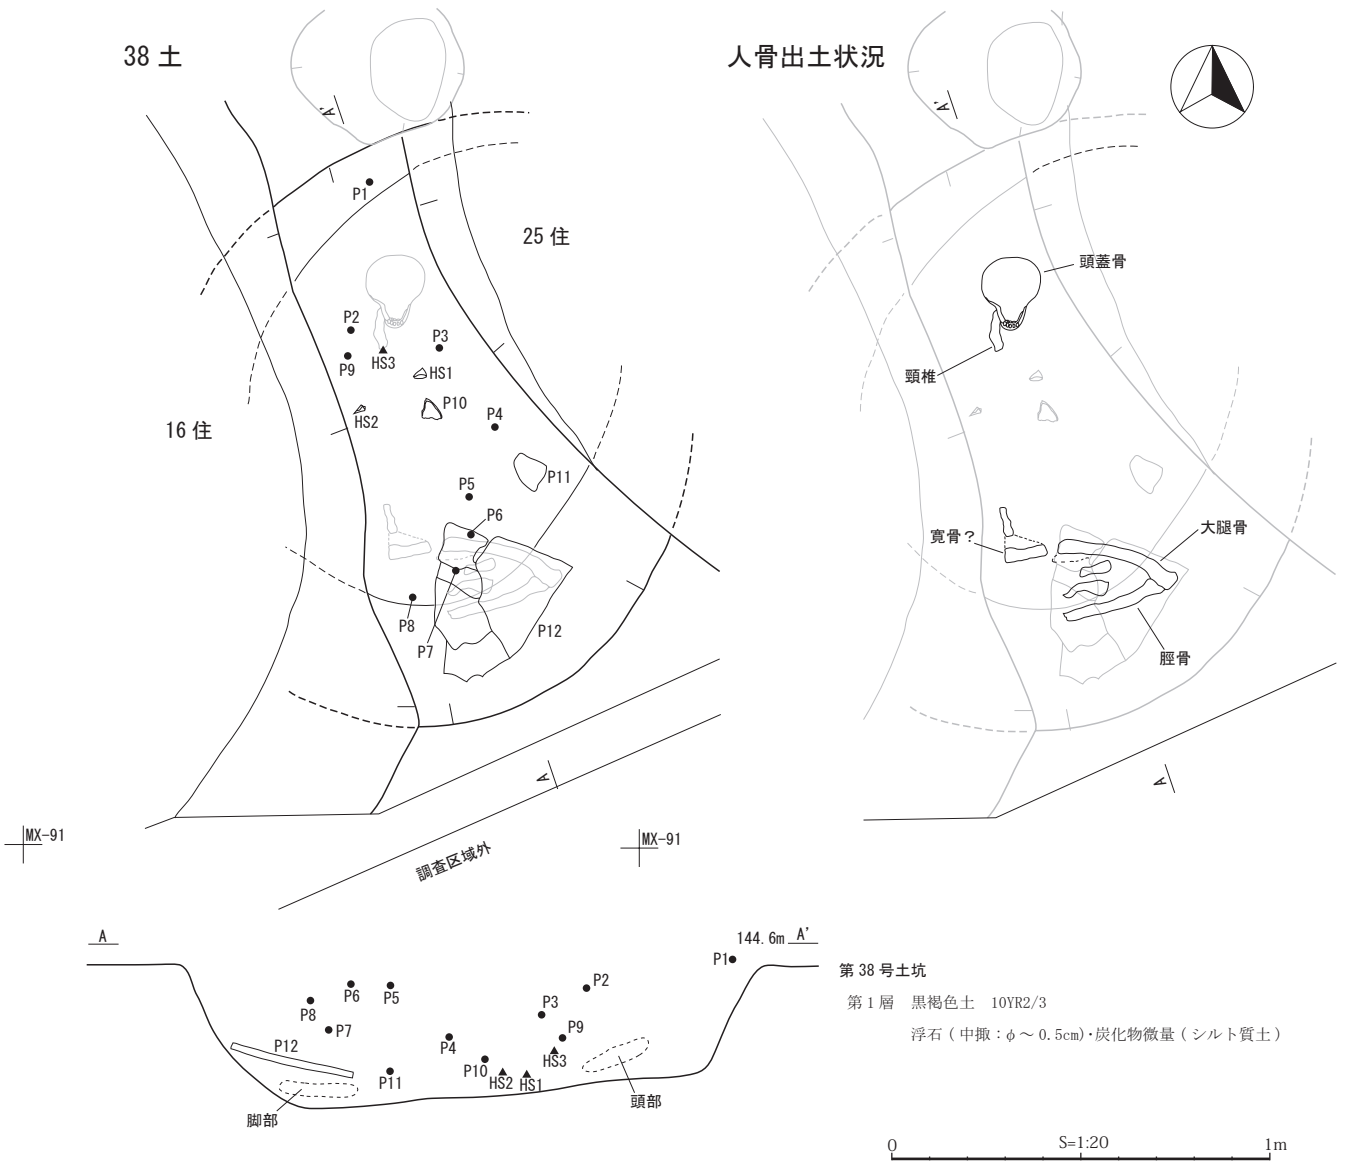 38 土
人骨出土状況
A'
A'
P1
25 住
頭蓋骨
P2
P3
P9
HS3
HS1
頸椎
P10
HS2
P4
16 住
P11
P5
P6
大腿骨
寛骨？
P8
P12
P7
脛骨
A
A
MX-91
MX-91
調査区域外
A
144.6m A'
P1
第 38 号土坑
P6
P5
P2
第 1 層 黒褐色土 10YR2/3
P8
P3
P7
P9
浮石 ( 中掫：φ～ 0.5cm)・炭化物微量 ( シルト質土 )
P12
P4
HS3
P10
P11
HS2
HS1
脚部
頭部
0
S=1:20
1m